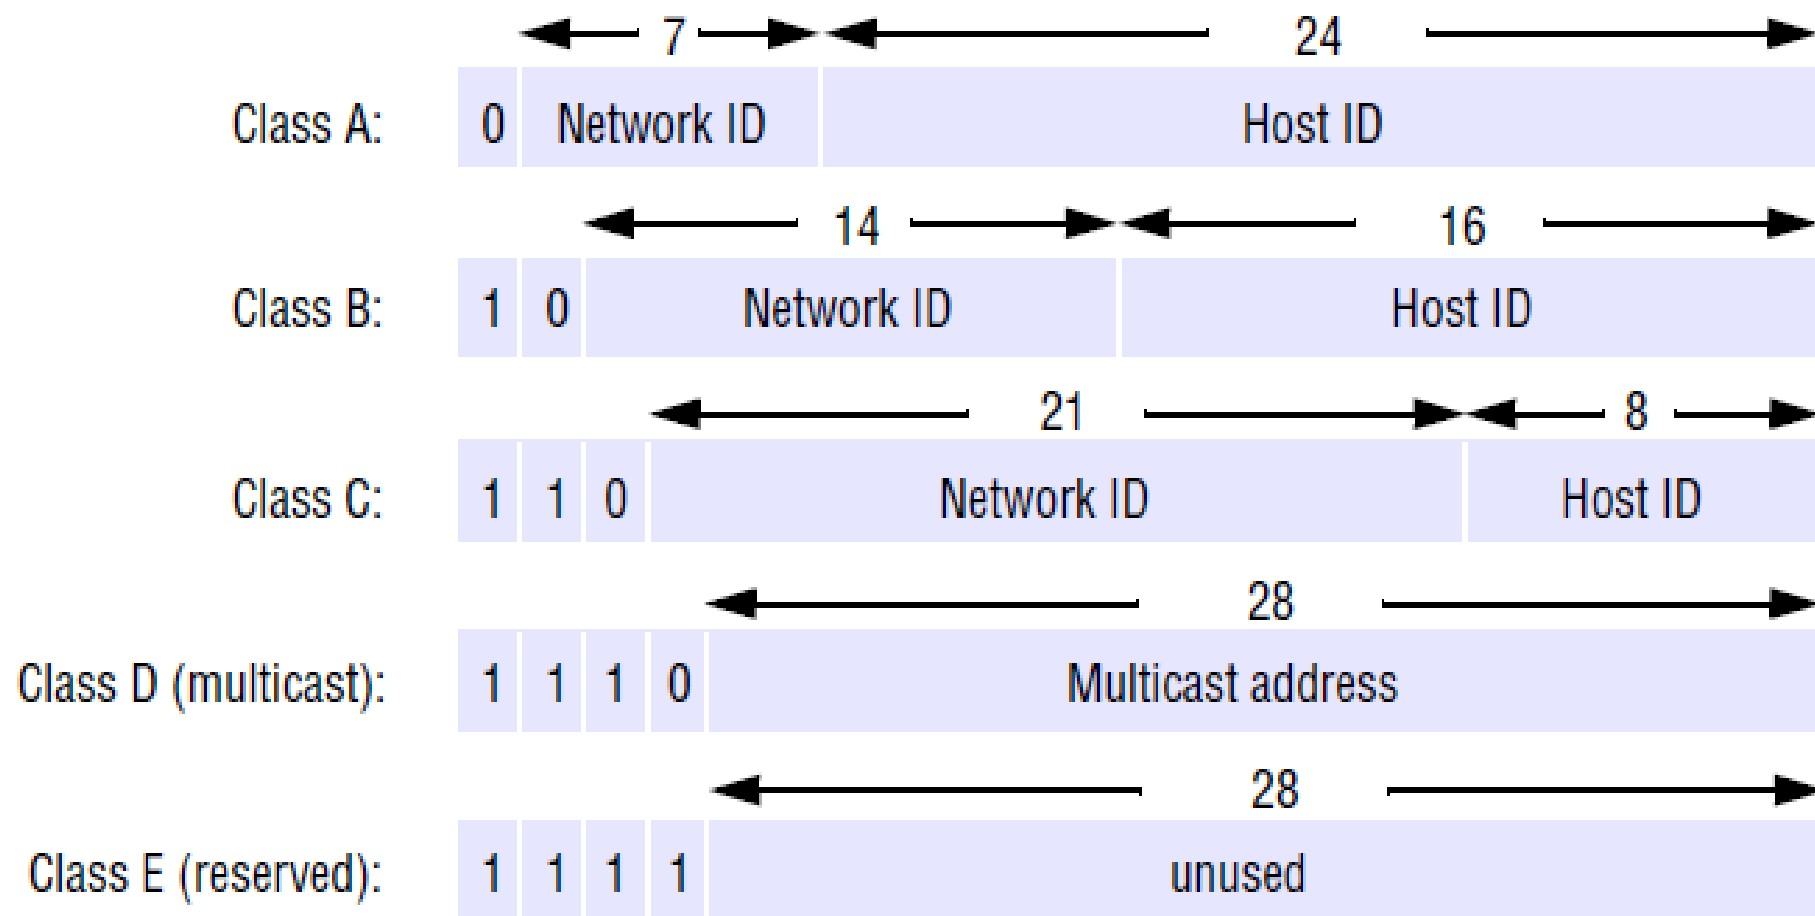 7 24
Class A: 0 Network ID Host ID
14 16
Class B: 1 0 Network ID Host ID
21 8
Class C: 1 1 0 Network ID Host ID
28
Class D (multicast): 1 1 1 0 Multicast address
28
Class E (reserved): 1 1 1 1 unused